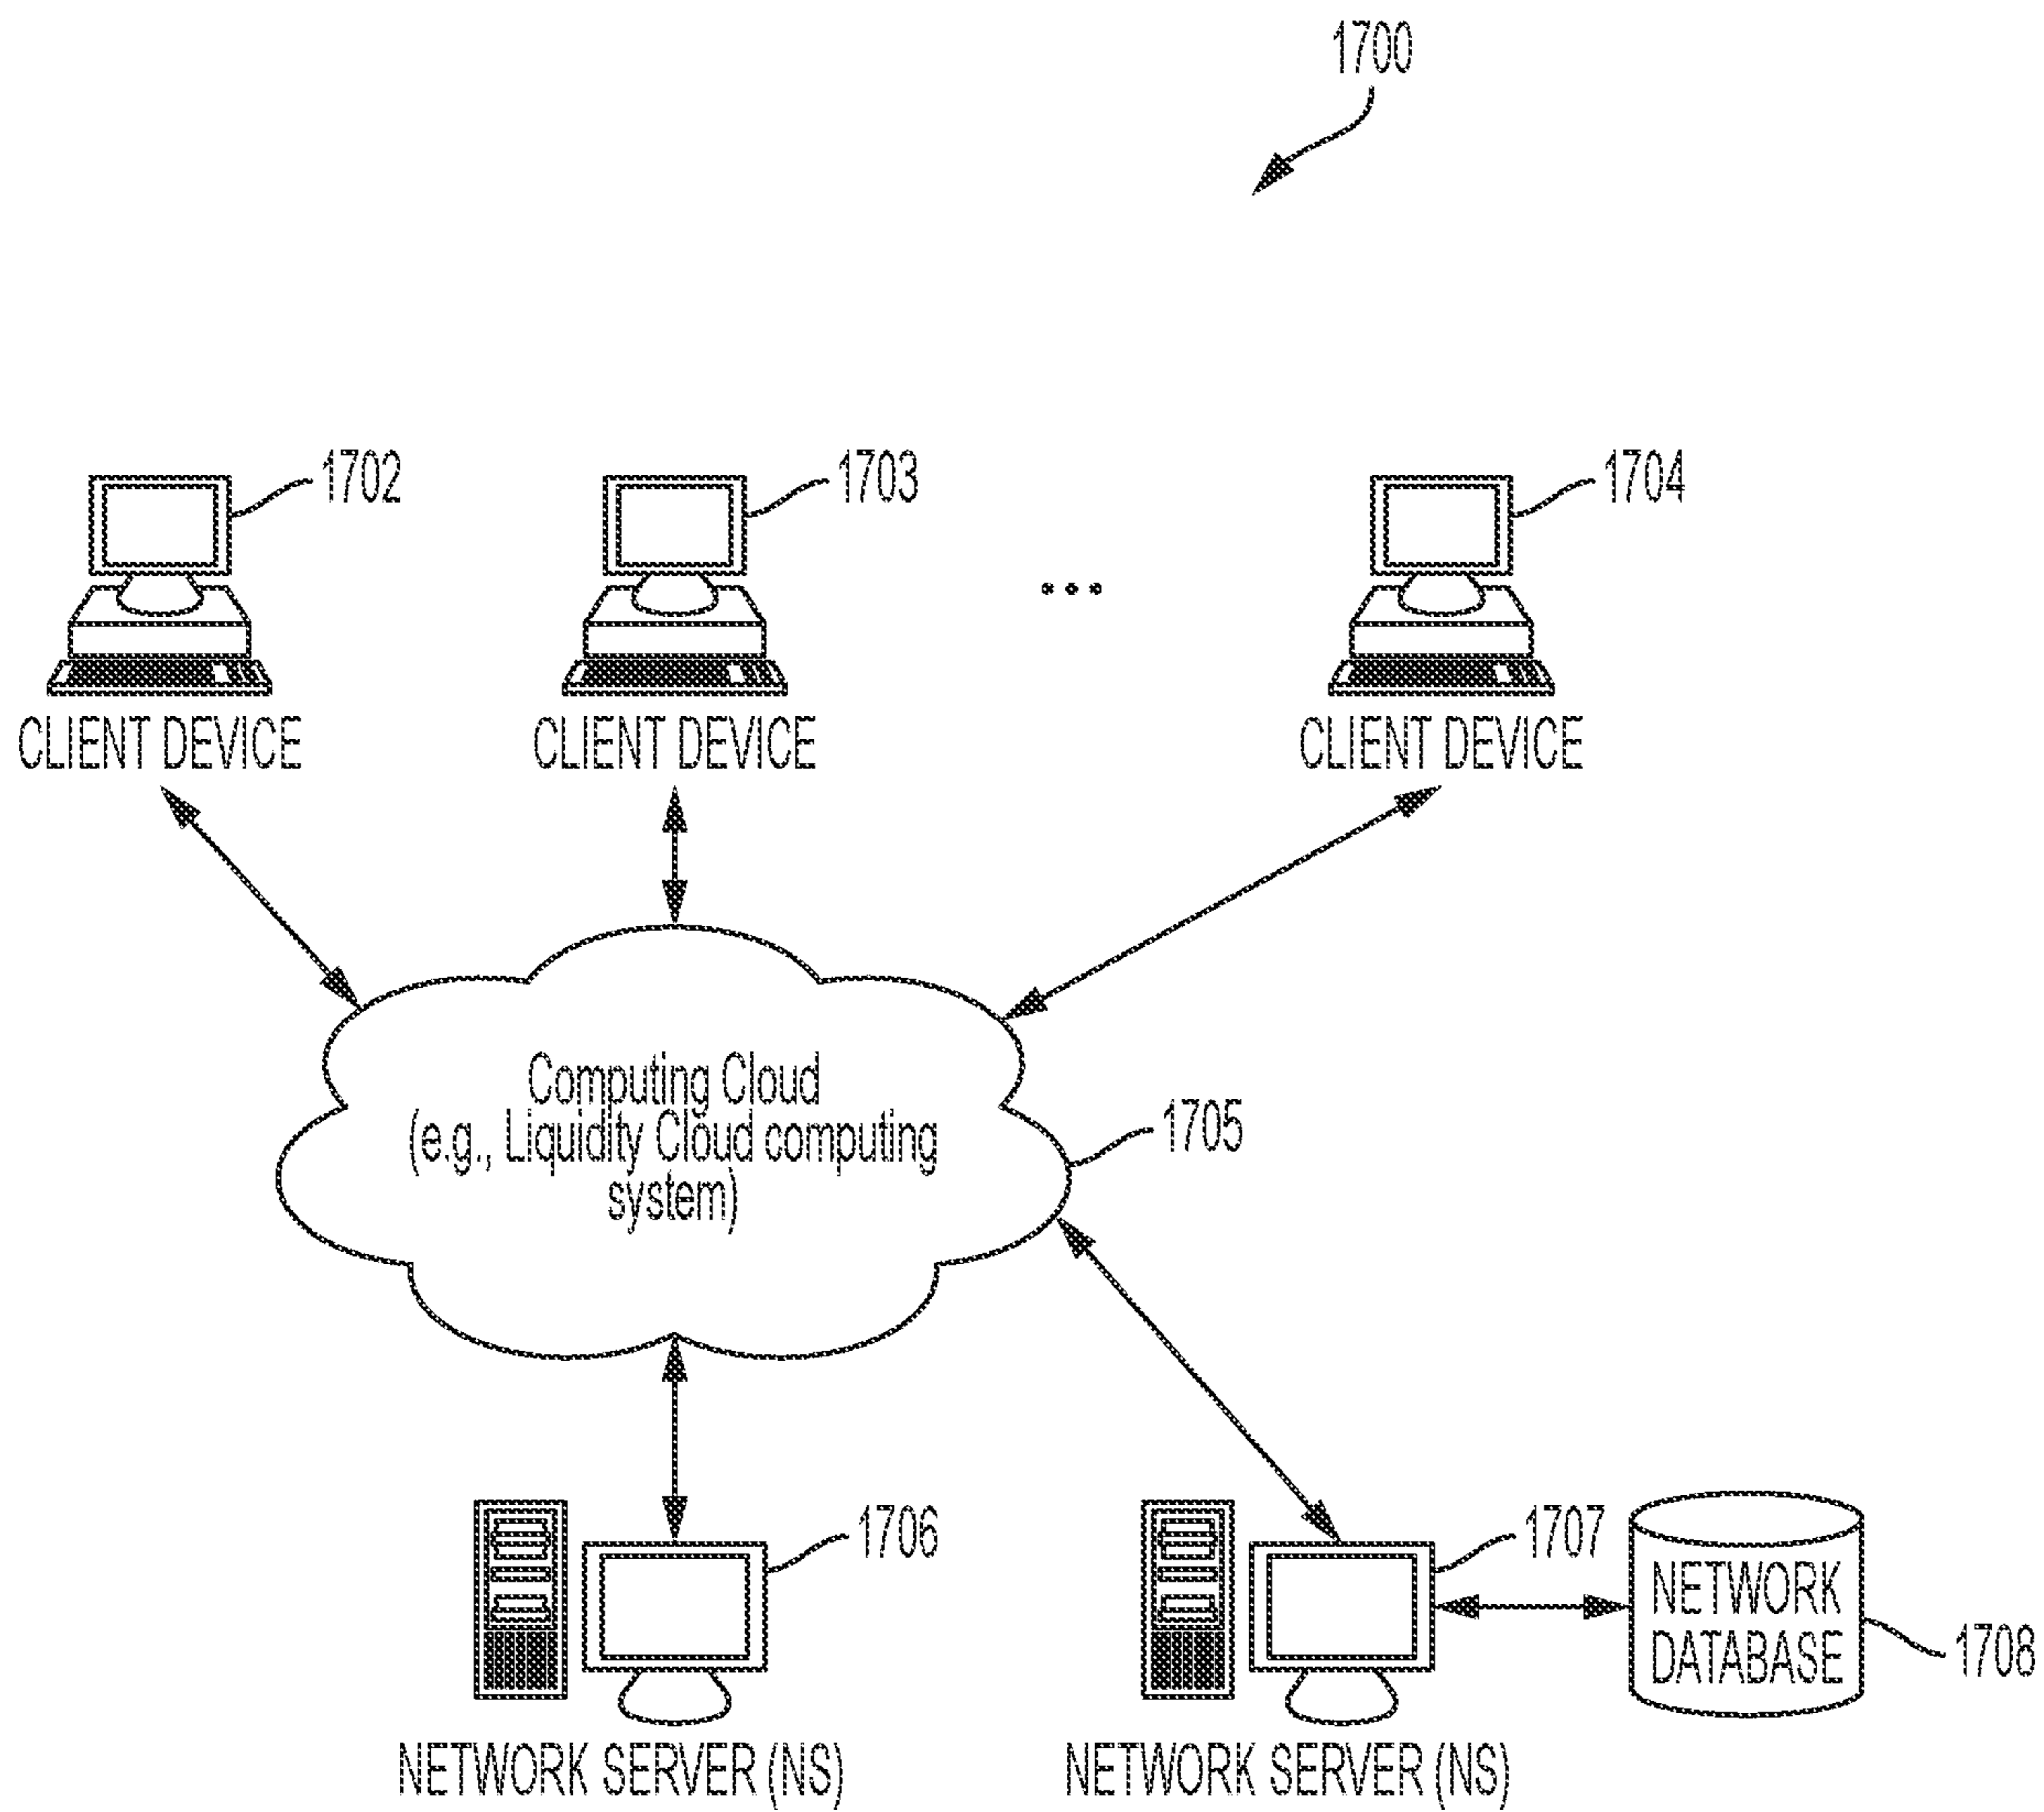 1700
1702
1703
1704
...
CLIENT DEVICE
CLIENT DEVICE
CLIENT DEVICE
Computing Cloud
(e.g., Liquidity Cloud computing
system)
1705
1706
1707
NETWORK
DATABASE
1708
NETWORK SERVER (NS)
NETWORK SERVER (NS)